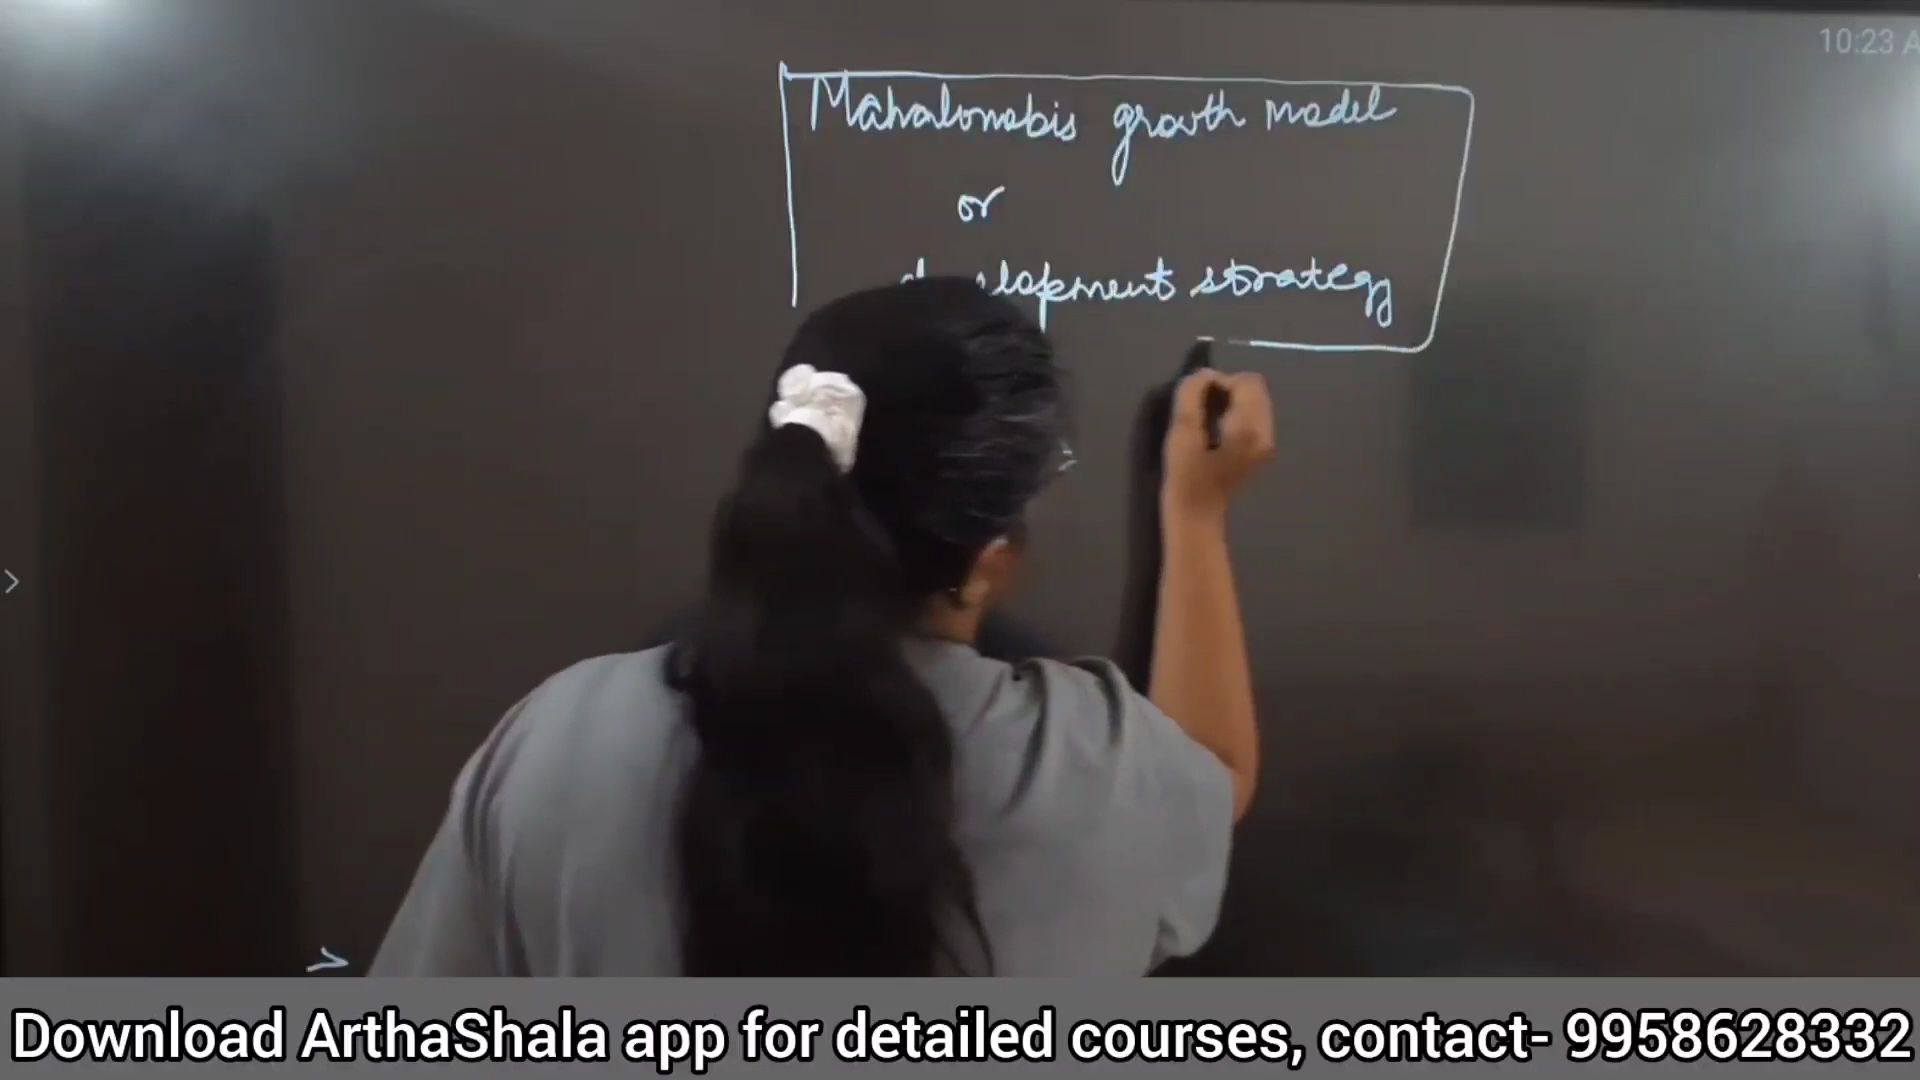 10:23 A
Mahalonobis growth model
or
development strategy
Download ArthaShala app for detailed courses, contact- 9958628332